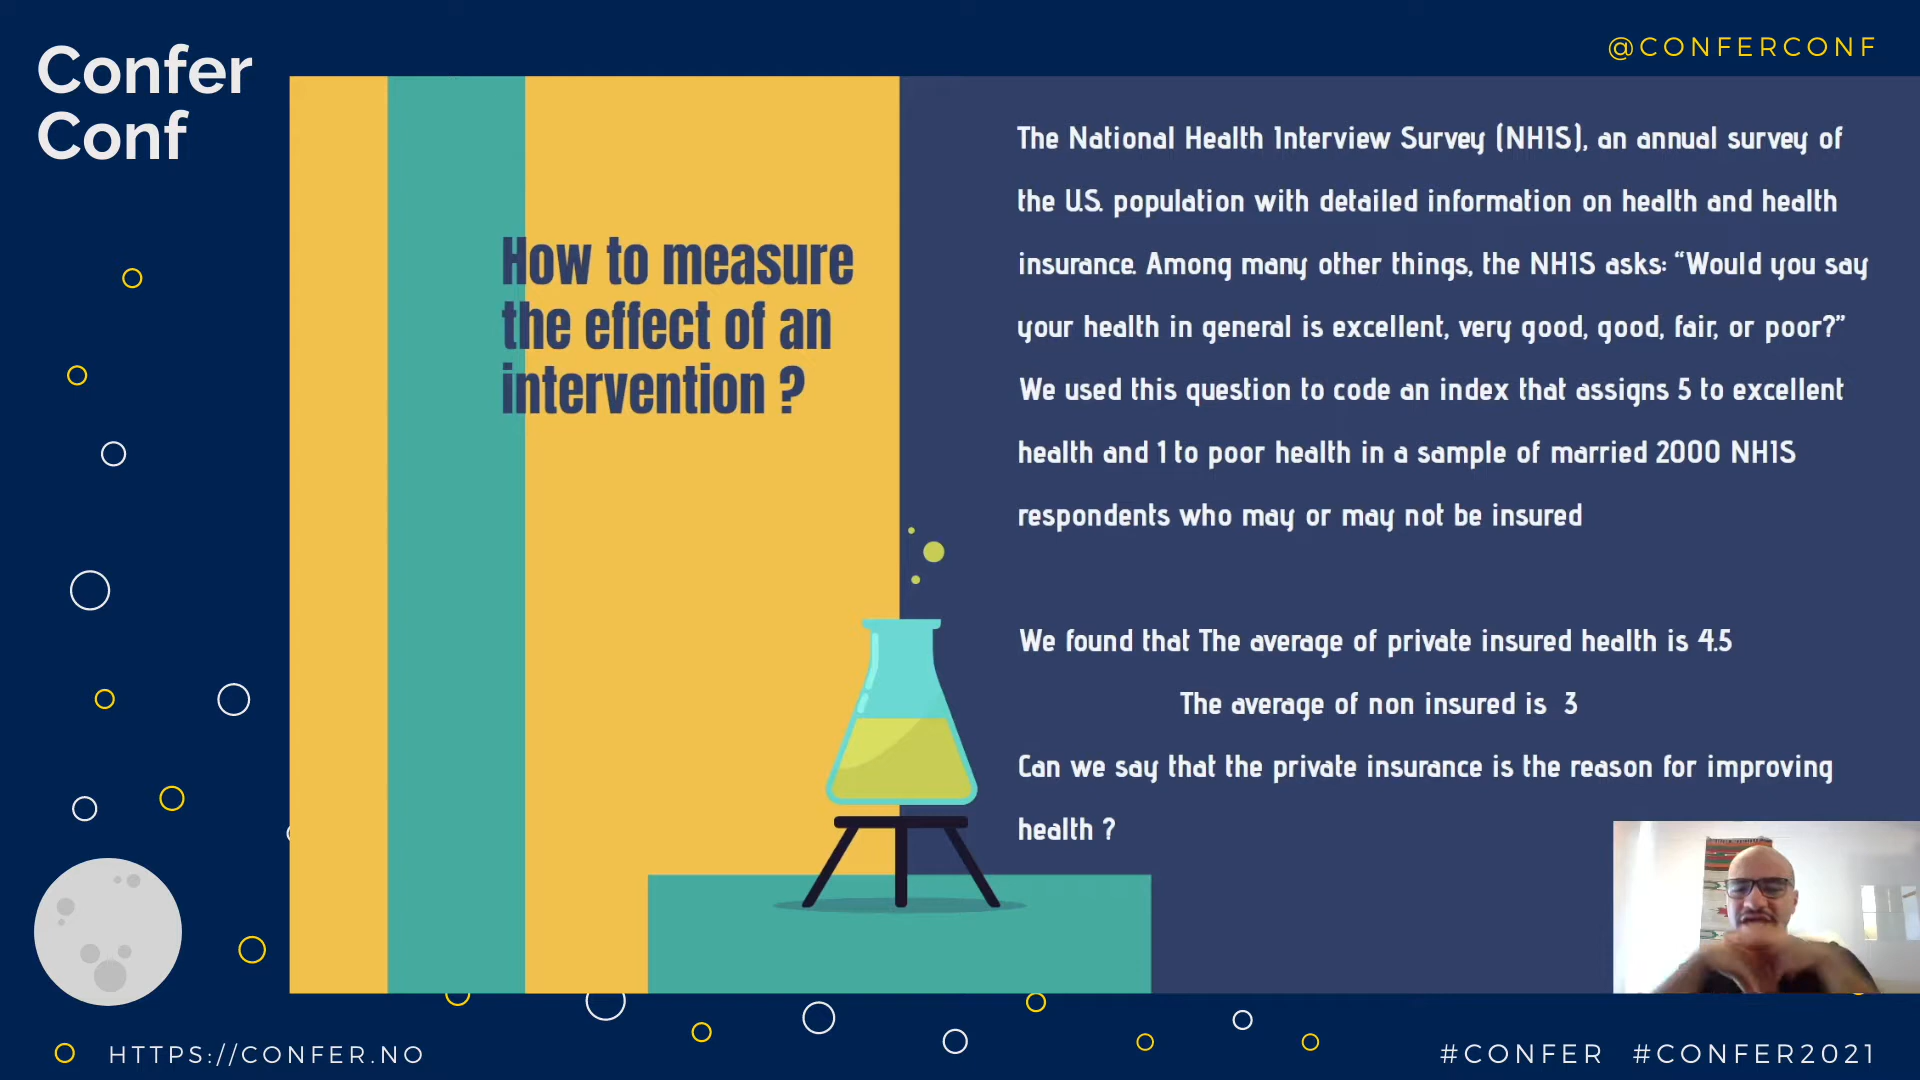 Confer
Conf
@CONFERCONF
How to measure
the effect of an
intervention ?
The National Health Interview Survey (NHIS), an annual survey of
the U.S. population with detailed information on health and health
insurance. Among many other things, the NHIS asks: “Would you say
your health in general is excellent, very good, good, fair, or poor?”
We used this question to code an index that assigns 5 to excellent
health and 1 to poor health in a sample of married 2000 NHIS
respondents who may or may not be insured
We found that The average of private insured health is 4.5
The average of non insured is 3
Can we say that the private insurance is the reason for improving
health ?
HTTPS://CONFER.NO
#CONFER #CONFER2021